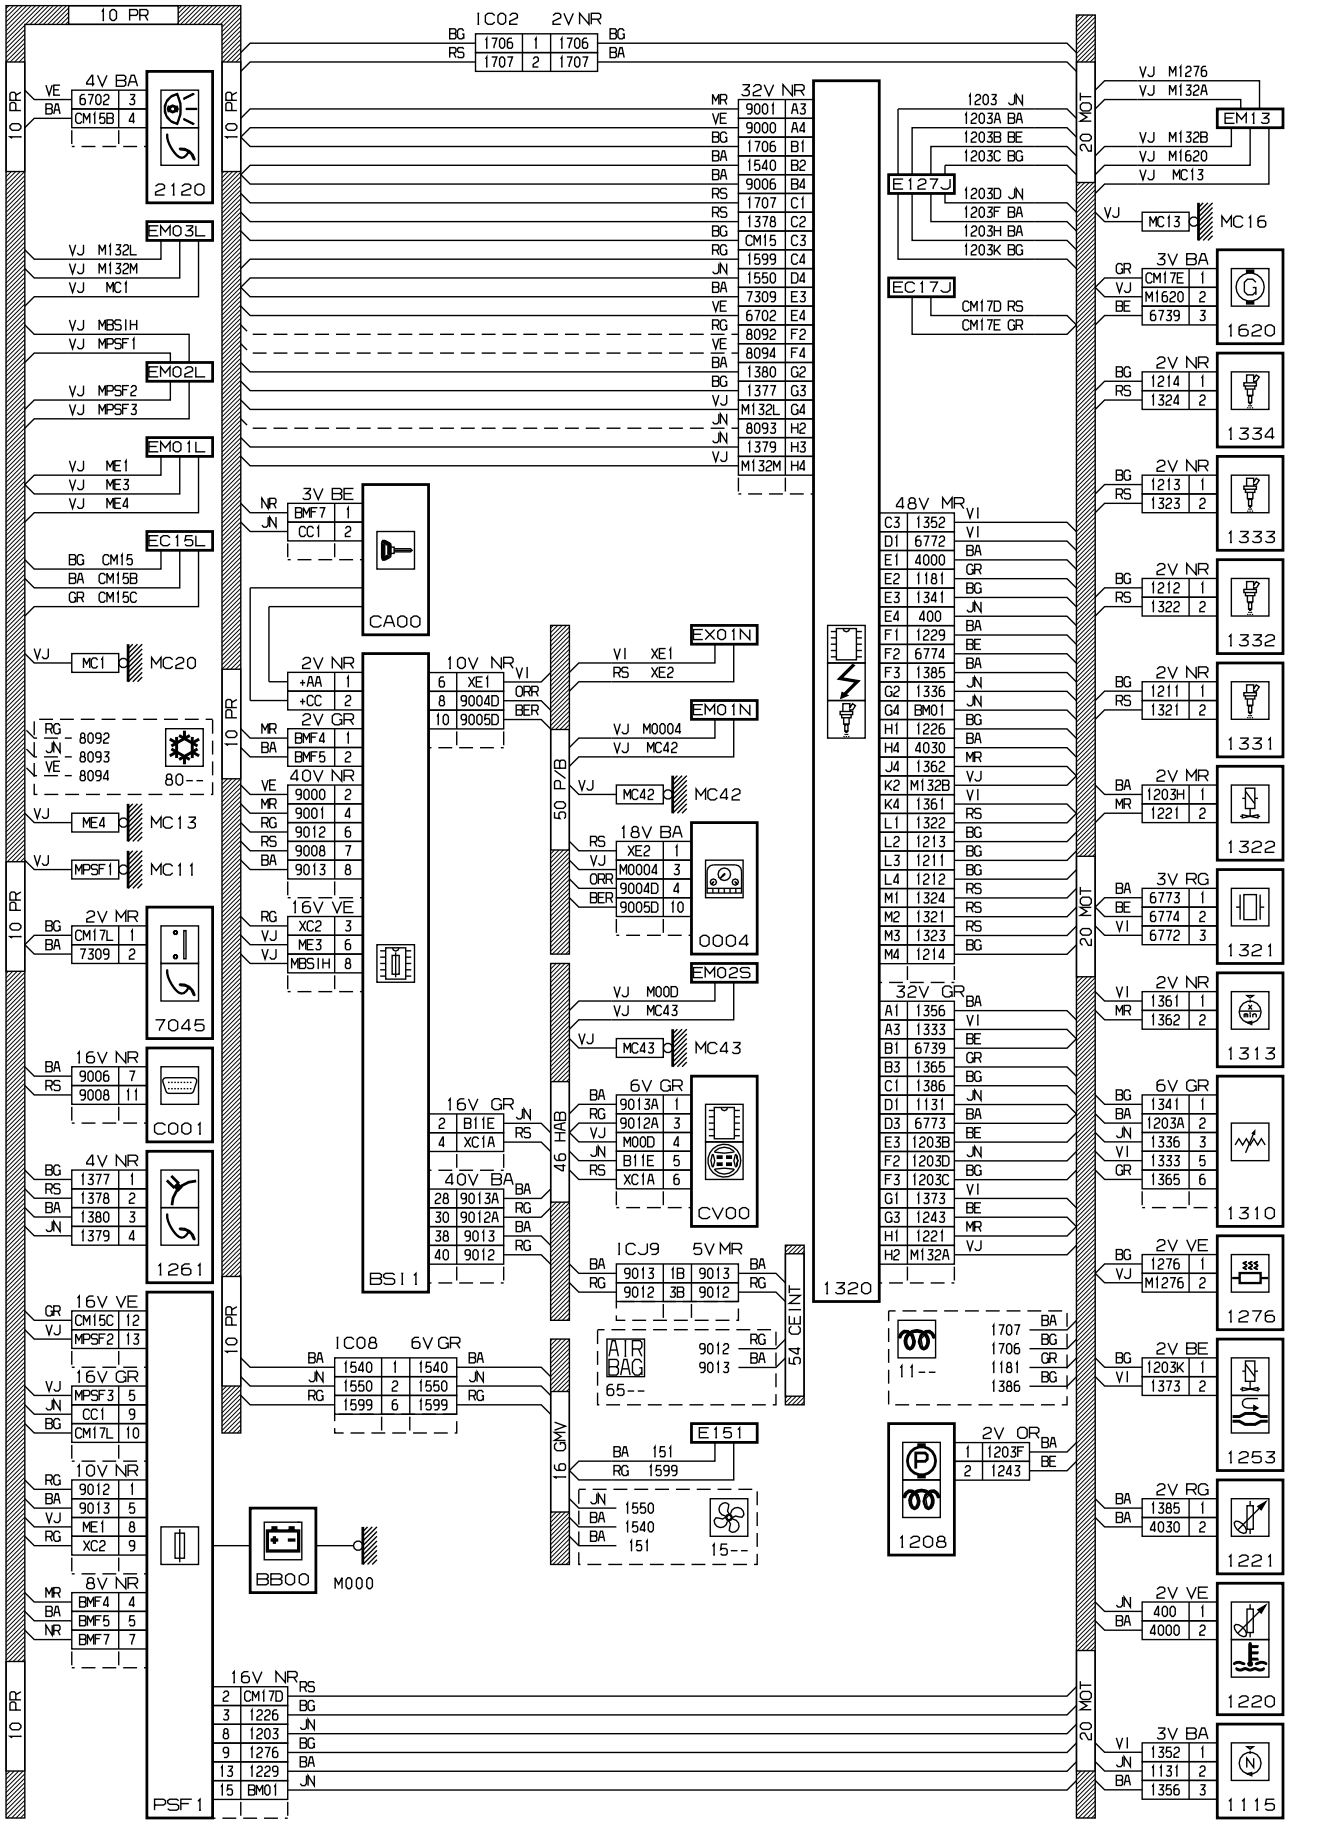 10 PR
IC02 2V NR
BG 1706 1 1706 BG
RS 1707 2 1707 BA
10 PR
4V BA
VE 6702 3
BA CM15B 4
2120
EM03L
VJ M132L
VJ M132M
VJ MC1
VJ MBSIH
VJ MPSF1
EM02L
VJ MPSF2
VJ MPSF3
EM01L
VJ ME1
VJ ME3
VJ ME4
EC15L
BG CM15
BA CM15B
GR CM15C
VJ MC1 MC20
RG 8092
JN 8093
VE 8094
80--
VJ ME4 MC13
VJ MPSF1 MC11
10 PR
2V MR
BG CM17L 1
BA 7309 2
7045
16V NR
BA 9006 7
RS 9008 11
C001
4V NR
BG 1377 1
RS 1378 2
BA 1380 3
JN 1379 4
1261
16V VE
GR CM15C 12
VJ MPSF2 13
16V GR
VJ MPSF3 5
JN CC1 9
BG CM17L 10
10V NR
RG 9012 1
BA 9013 5
VJ ME1 8
RG XC2 9
8V NR
MR BMF4 4
BA BMF5 5
NR BMF7 7
10 PR
PSF1
16V NR
2 CM17D RS
3 1226 BG
8 1203 JN
9 1276 BG
13 1229 BA
15 BM01 JN
BB00
M000
10 PR
10 PR
10 PR
32V NR
MR 9001 A3
VE 9000 A4
BG 1706 B1
BA 1540 B2
BA 9006 B4
RS 1707 C1
RS 1378 C2
BG CM15 C3
RG 1599 C4
JN 1550 D4
BA 7309 E3
VE 6702 E4
RG 8092 F2
VE 8094 F4
BA 1380 G2
BG 1377 G3
VJ M132L G4
JN 8093 H2
JN 1379 H3
VJ M132M H4
3V BE
NR BMF7 1
JN CC1 2
CA00
2V NR
+AA 1
+CC 2
2V GR
MR BMF4 1
BA BMF5 2
40V NR
VE 9000 2
MR 9001 4
RG 9012 6
RS 9008 7
BA 9013 8
16V VE
RG XC2 3
VJ ME3 6
VJ MBSIH 8
BSI1
10V NR
6 XE1 VI
8 9004D ORR
10 9005D BER
16V GR
2 B11E JN
4 XC1A RS
40V BA
28 9013A BA
30 9012A RG
38 9013 BA
40 9012 RG
IC08 6V GR
BA 1540 1 1540 BA
JN 1550 2 1550 JN
RG 1599 6 1599 RG
50 P/B
EX01N
VI XE1
RS XE2
EM01N
VJ M0004
VJ MC42
VJ MC42 MC42
18V BA
RS XE2 1
VJ M0004 3
ORR 9004D 4
BER 9005D 10
0004
46 HAB
EM02S
VJ M00D
VJ MC43
VJ MC43 MC43
6V GR
BA 9013A 1
RG 9012A 3
VJ M00D 4
JN B11E 5
RS XC1A 6
CV00
ICJ9 5V MR
BA 9013 1B 9013 BA
RG 9012 3B 9012 RG
AIR BAG
65--
9012 RG
9013 BA
54 CEINT
16 GMV
E151
BA 151
RG 1599
JN 1550
BA 1540
BA 151
15--
1320
E127J
1203 JN
1203A BA
1203B BE
1203C BG
1203D JN
1203F BA
1203H BA
1203K BG
EC17J
CM17D RS
CM17E GR
48V MR
C3 1352 VI
D1 6772 VI
E1 4000 BA
E2 1181 GR
E3 1341 BG
E4 400 JN
F1 1229 BA
F2 6774 BE
F3 1385 BA
G2 1336 JN
G4 BM01 JN
H1 1226 BG
H4 4030 BA
J4 1362 MR
K2 M132B VJ
K4 1361 VI
L1 1322 RS
L2 1213 BG
L3 1211 BG
L4 1212 BG
M1 1324 RS
M2 1321 RS
M3 1323 RS
M4 1214 BG
32V GR
A1 1356 BA
A3 1333 VI
B1 6739 BE
B3 1365 GR
C1 1386 BG
D1 1131 JN
D3 6773 BA
E3 1203B BE
F2 1203D JN
F3 1203C BG
G1 1373 VI
G3 1243 BE
H1 1221 MR
H2 M132A VJ
11--
1707 BA
1706 BG
1181 GR
1386 BG
P
1208
2V OR
1 1203F BA
2 1243 BE
20 MOT
20 MOT
20 MOT
VJ M1276
VJ M132A
EM13
VJ M132B
VJ M1620
VJ MC13
VJ MC13 MC16
3V BA
GR CM17E 1
VJ M1620 2
BE 6739 3
G
1620
2V NR
BG 1214 1
RS 1324 2
1334
2V NR
BG 1213 1
RS 1323 2
1333
2V NR
BG 1212 1
RS 1322 2
1332
2V NR
BG 1211 1
RS 1321 2
1331
2V MR
BA 1203H 1
MR 1221 2
1322
3V RG
BA 6773 1
BE 6774 2
VI 6772 3
1321
2V NR
VI 1361 1
MR 1362 2
x min
1313
6V GR
BG 1341 1
BA 1203A 2
JN 1336 3
VI 1333 5
GR 1365 6
1310
2V VE
BG 1276 1
VJ M1276 2
1276
2V BE
BG 1203K 1
VI 1373 2
1253
2V RG
BA 1385 1
BA 4030 2
1221
2V VE
JN 400 1
BA 4000 2
1220
3V BA
VI 1352 1
JN 1131 2
BA 1356 3
N
1115